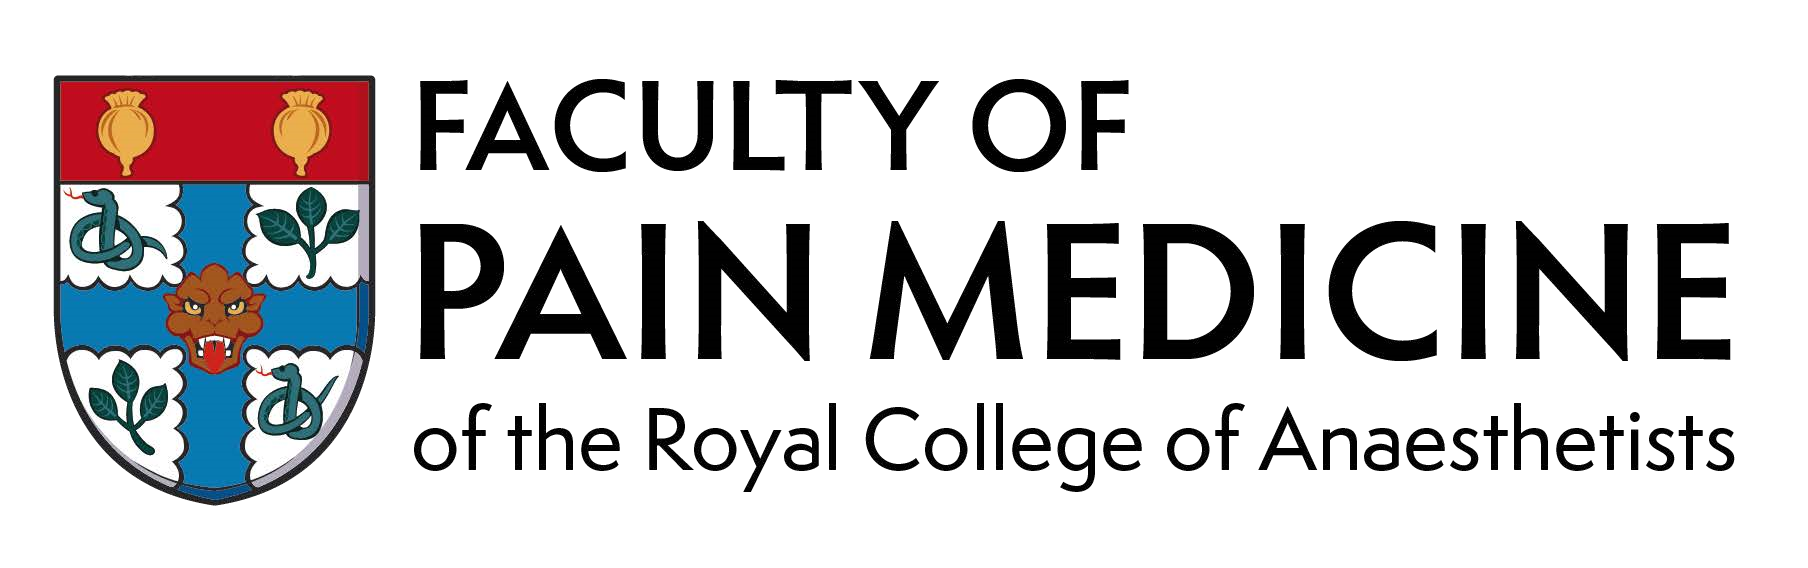 FACULTY OF
PAIN MEDICINE
of the Royal College of Anaesthetists